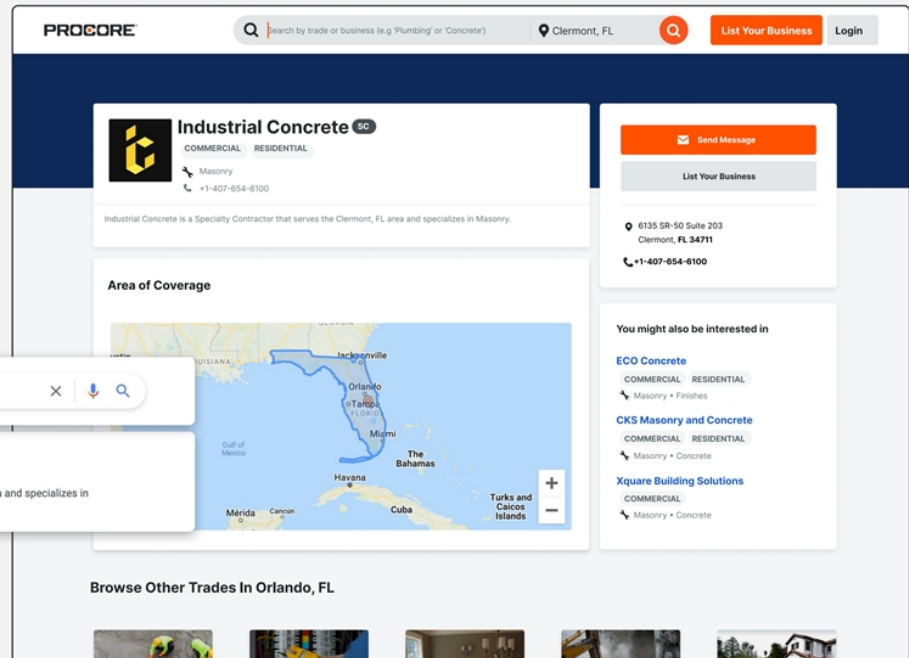 PROCORE
Search by trade or business (e.g 'Plumbing' or 'Concrete')
Clermont, FL
List Your Business
Login
Industrial Concrete SC
COMMERCIAL RESIDENTIAL
Masonry
+1-407-654-6100
Industrial Concrete is a Specialty Contractor that serves the Clermont, FL area and specializes in Masonry.
Send Message
List Your Business
6135 SR-50 Suite 203
Clermont, FL 34711
+1-407-654-6100
Area of Coverage
GEORGIA
Jacksonville
Orlando
Tampa
FLORIDA
Miami
Gulf of
Mexico
The
Bahamas
Havana
Cuba
Mérida
Cancún
Turks and
Caicos
Islands
and specializes in
You might also be interested in
ECO Concrete
COMMERCIAL RESIDENTIAL
Masonry • Finishes
CKS Masonry and Concrete
COMMERCIAL RESIDENTIAL
Masonry • Concrete
Xquare Building Solutions
COMMERCIAL
Masonry • Concrete
Browse Other Trades In Orlando, FL